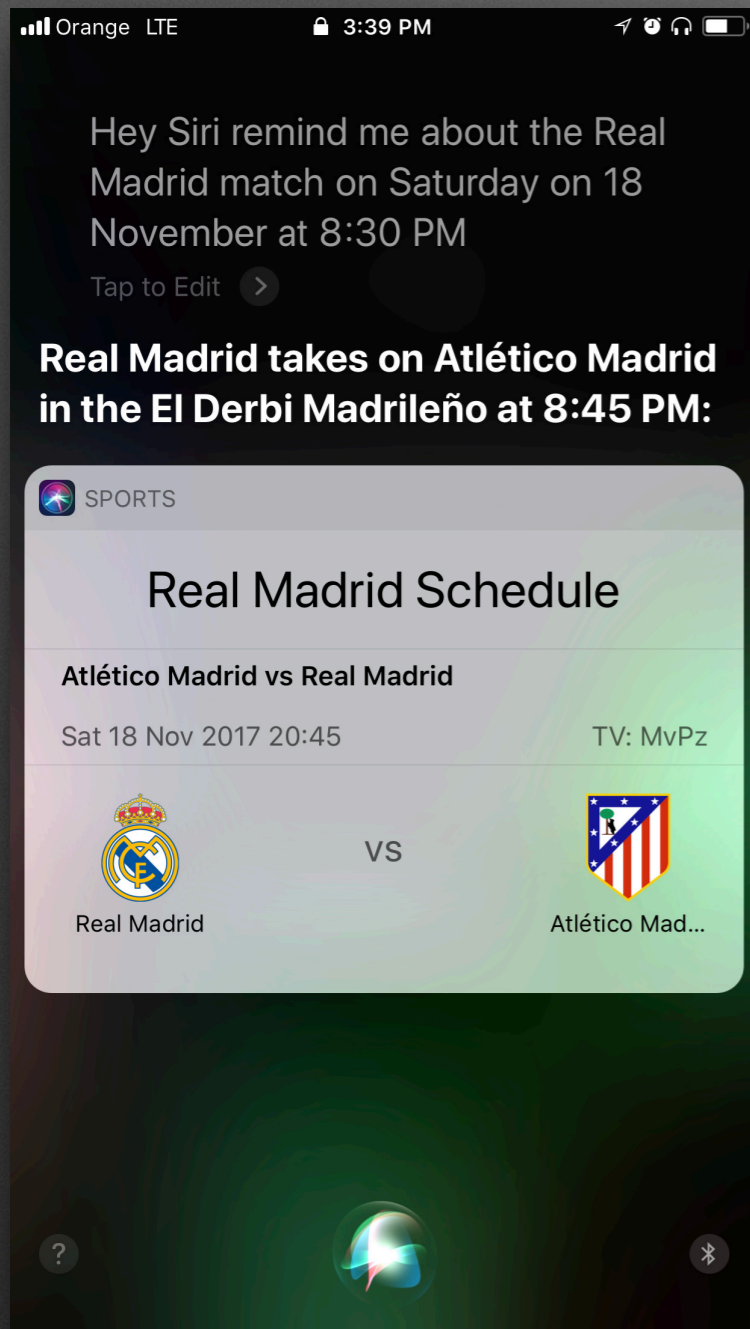 Orange LTE 3:39 PM
Hey Siri remind me about the Real
Madrid match on Saturday on 18
November at 8:30 PM
Tap to Edit
Real Madrid takes on Atlético Madrid
in the El Derbi Madrileño at 8:45 PM:
SPORTS
Real Madrid Schedule
Atlético Madrid vs Real Madrid
Sat 18 Nov 2017 20:45 TV: MvPz
vs
Real Madrid Atlético Mad...
?